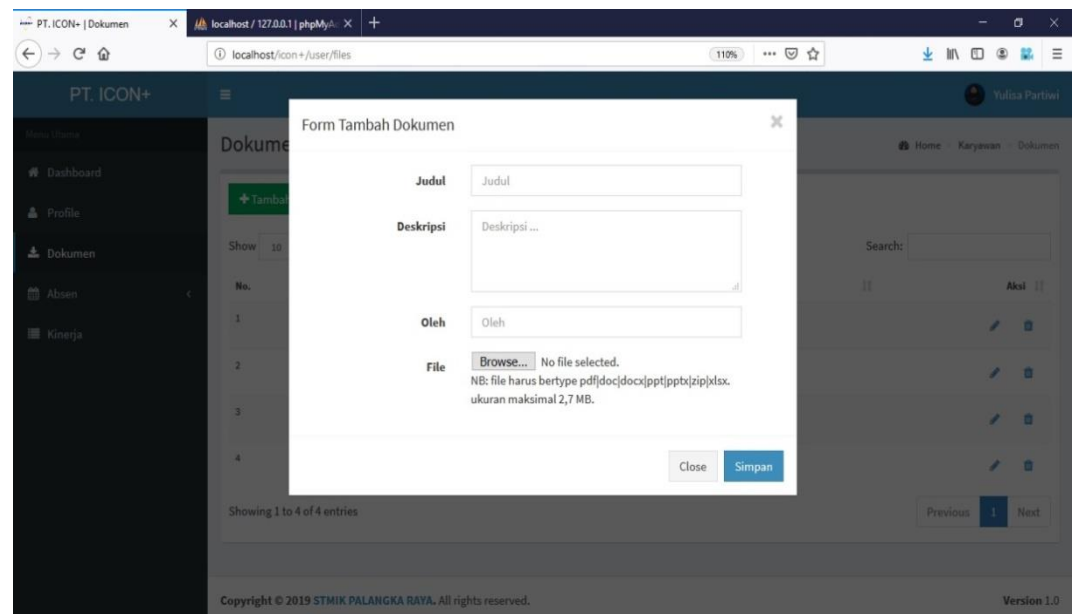 PT. ICON+ | Dokumen
localhost / 127.0.0.1 | phpMyAd
localhost/icon+/user/files
110%
PT. ICON+
Yulisa Partiwi
Menu Utama
Dokume
Home
Karyawan
Dokumen
Dashboard
Profile
Dokumen
Absen
Kinerja
Tambah
Show 10
Search:
No.
Aksi
1
2
3
4
Form Tambah Dokumen
Judul
Judul
Deskripsi
Deskripsi ...
Oleh
Oleh
File
Browse... No file selected.
NB: file harus bertype pdf|doc|docx|ppt|pptx|zip|xlsx.
ukuran maksimal 2,7 MB.
Close
Simpan
Showing 1 to 4 of 4 entries
Previous 1 Next
Copyright © 2019 STMIK PALANGKA RAYA. All rights reserved.
Version 1.0